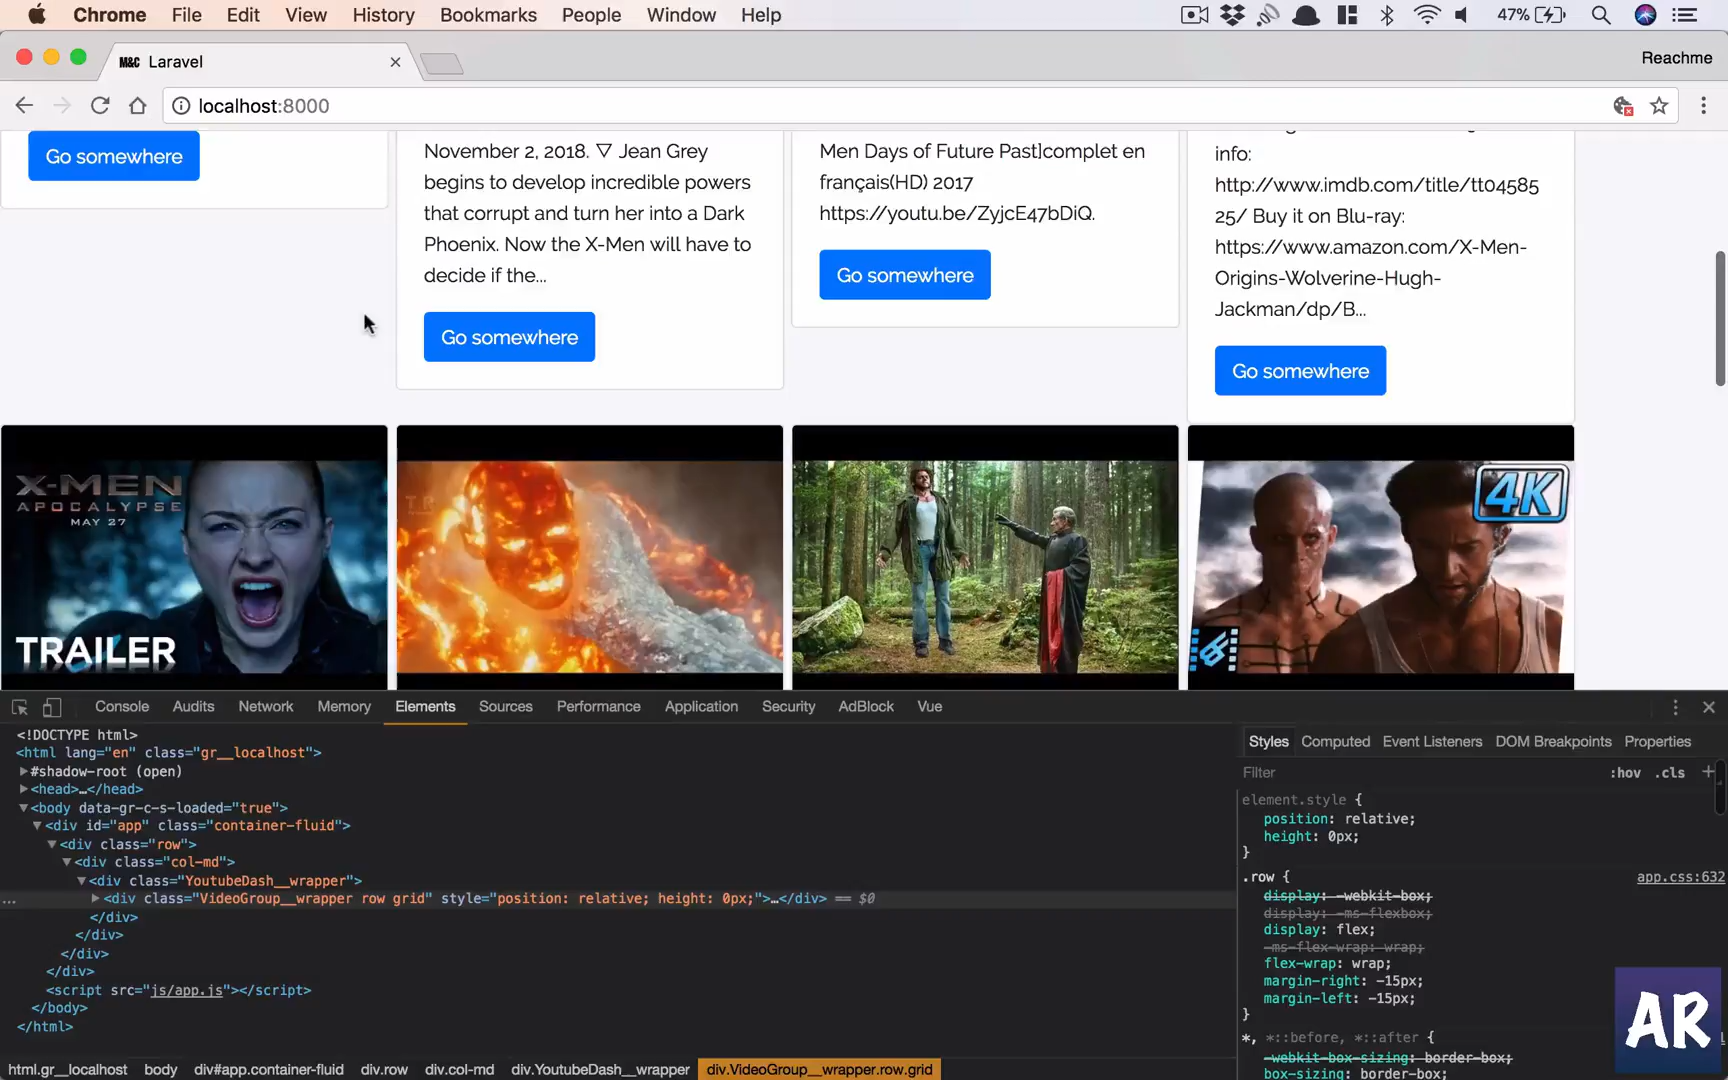 Chrome File Edit View History Bookmarks People Window Help 47%
M&C Laravel Reachme
localhost:8000
Go somewhere
November 2, 2018. ▽ Jean Grey
begins to develop incredible powers
that corrupt and turn her into a Dark
Phoenix. Now the X-Men will have to
decide if the...
Go somewhere
Men Days of Future Past]complet en
français(HD) 2017
https://youtu.be/ZyjcE47bDiQ.
Go somewhere
info:
http://www.imdb.com/title/tt04585
25/ Buy it on Blu-ray:
https://www.amazon.com/X-Men-
Origins-Wolverine-Hugh-
Jackman/dp/B...
Go somewhere
X-MEN
APOCALYPSE
MAY 27
TRAILER
4K
Console Audits Network Memory Elements Sources Performance Application Security AdBlock Vue
<!DOCTYPE html>
<html lang="en" class="gr__localhost">
#shadow-root (open)
<head>…</head>
<body data-gr-c-s-loaded="true">
<div id="app" class="container-fluid">
<div class="row">
<div class="col-md">
<div class="YoutubeDash__wrapper">
... <div class="VideoGroup__wrapper row grid" style="position: relative; height: 0px;">…</div> == $0
</div>
</div>
</div>
</div>
<script src="js/app.js"></script>
</body>
</html>
html.gr__localhost body div#app.container-fluid div.row div.col-md div.YoutubeDash__wrapper div.VideoGroup__wrapper.row.grid
Styles Computed Event Listeners DOM Breakpoints Properties
Filter :hov .cls +
element.style {
position: relative;
height: 0px;
}
.row { app.css:632
display: -webkit-box;
display: -ms-flexbox;
display: flex;
-ms-flex-wrap: wrap;
flex-wrap: wrap;
margin-right: -15px;
margin-left: -15px;
}
*, *::before, *::after {
-webkit-box-sizing: border-box;
box-sizing: border-box;
AR